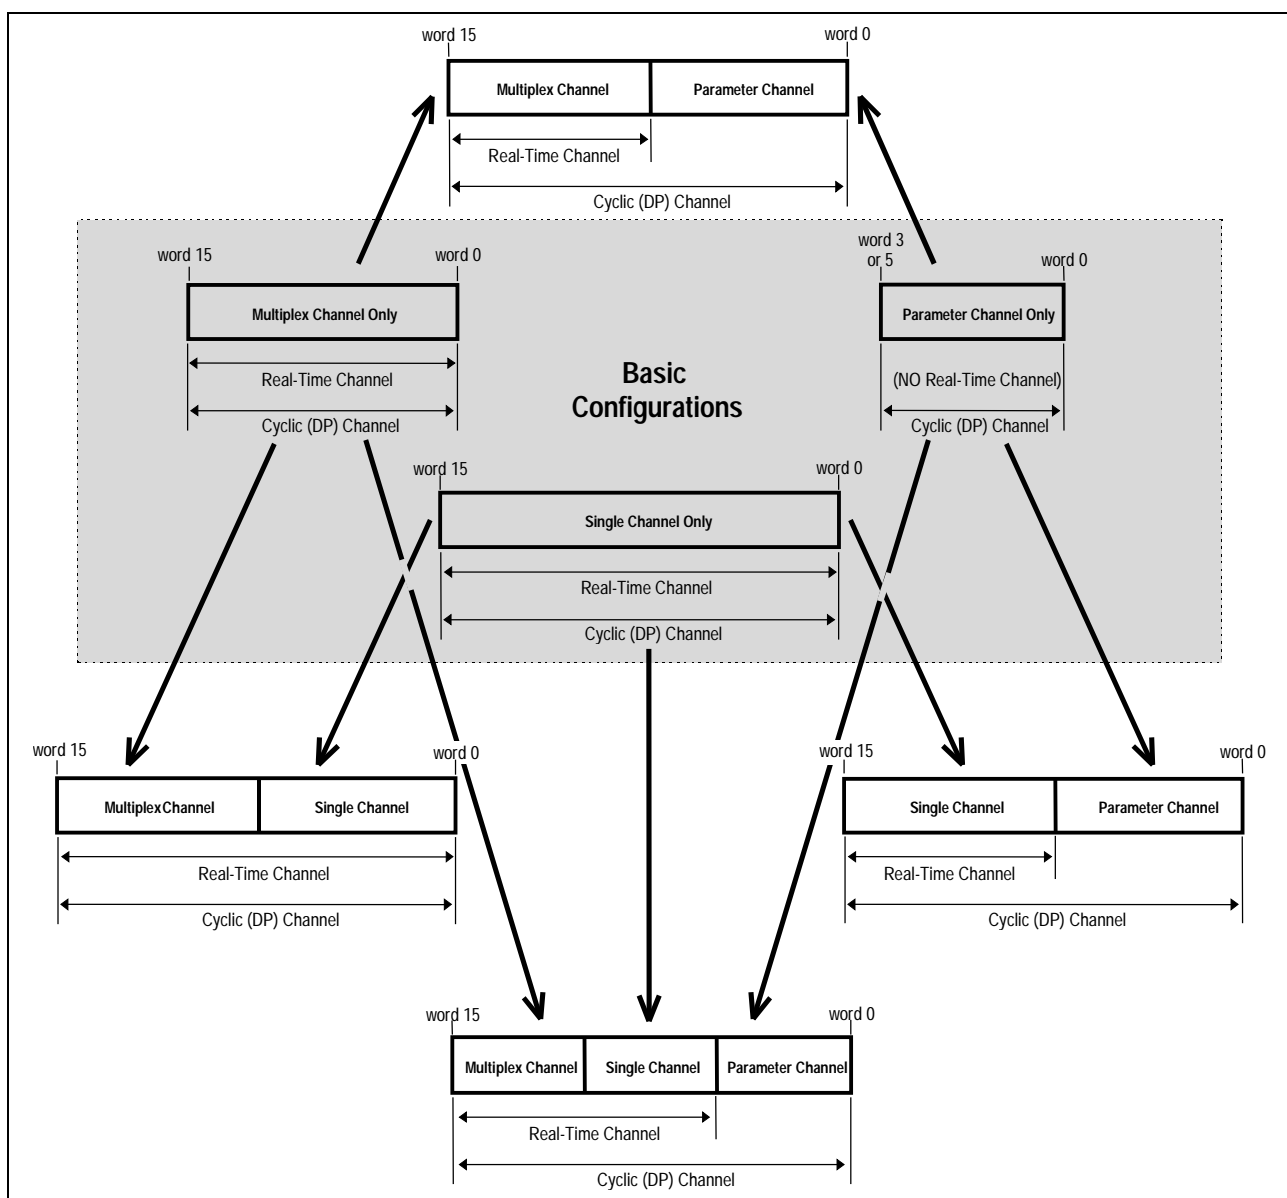 word 15
word 0
Multiplex Channel
Parameter Channel
Real-Time Channel
Cyclic (DP) Channel
word 15
word 0
word 3
or 5
word 0
Multiplex Channel Only
Parameter Channel Only
Real-Time Channel
(NO Real-Time Channel)
Basic
Configurations
Cyclic (DP) Channel
Cyclic (DP) Channel
word 15
word 0
Single Channel Only
Real-Time Channel
Cyclic (DP) Channel
word 15
word 0
word 15
word 0
MultiplexChannel
Single Channel
Single Channel
Parameter Channel
Real-Time Channel
Real-Time Channel
Cyclic (DP) Channel
Cyclic (DP) Channel
word 15
word 0
Multiplex Channel
Single Channel
Parameter Channel
Real-Time Channel
Cyclic (DP) Channel